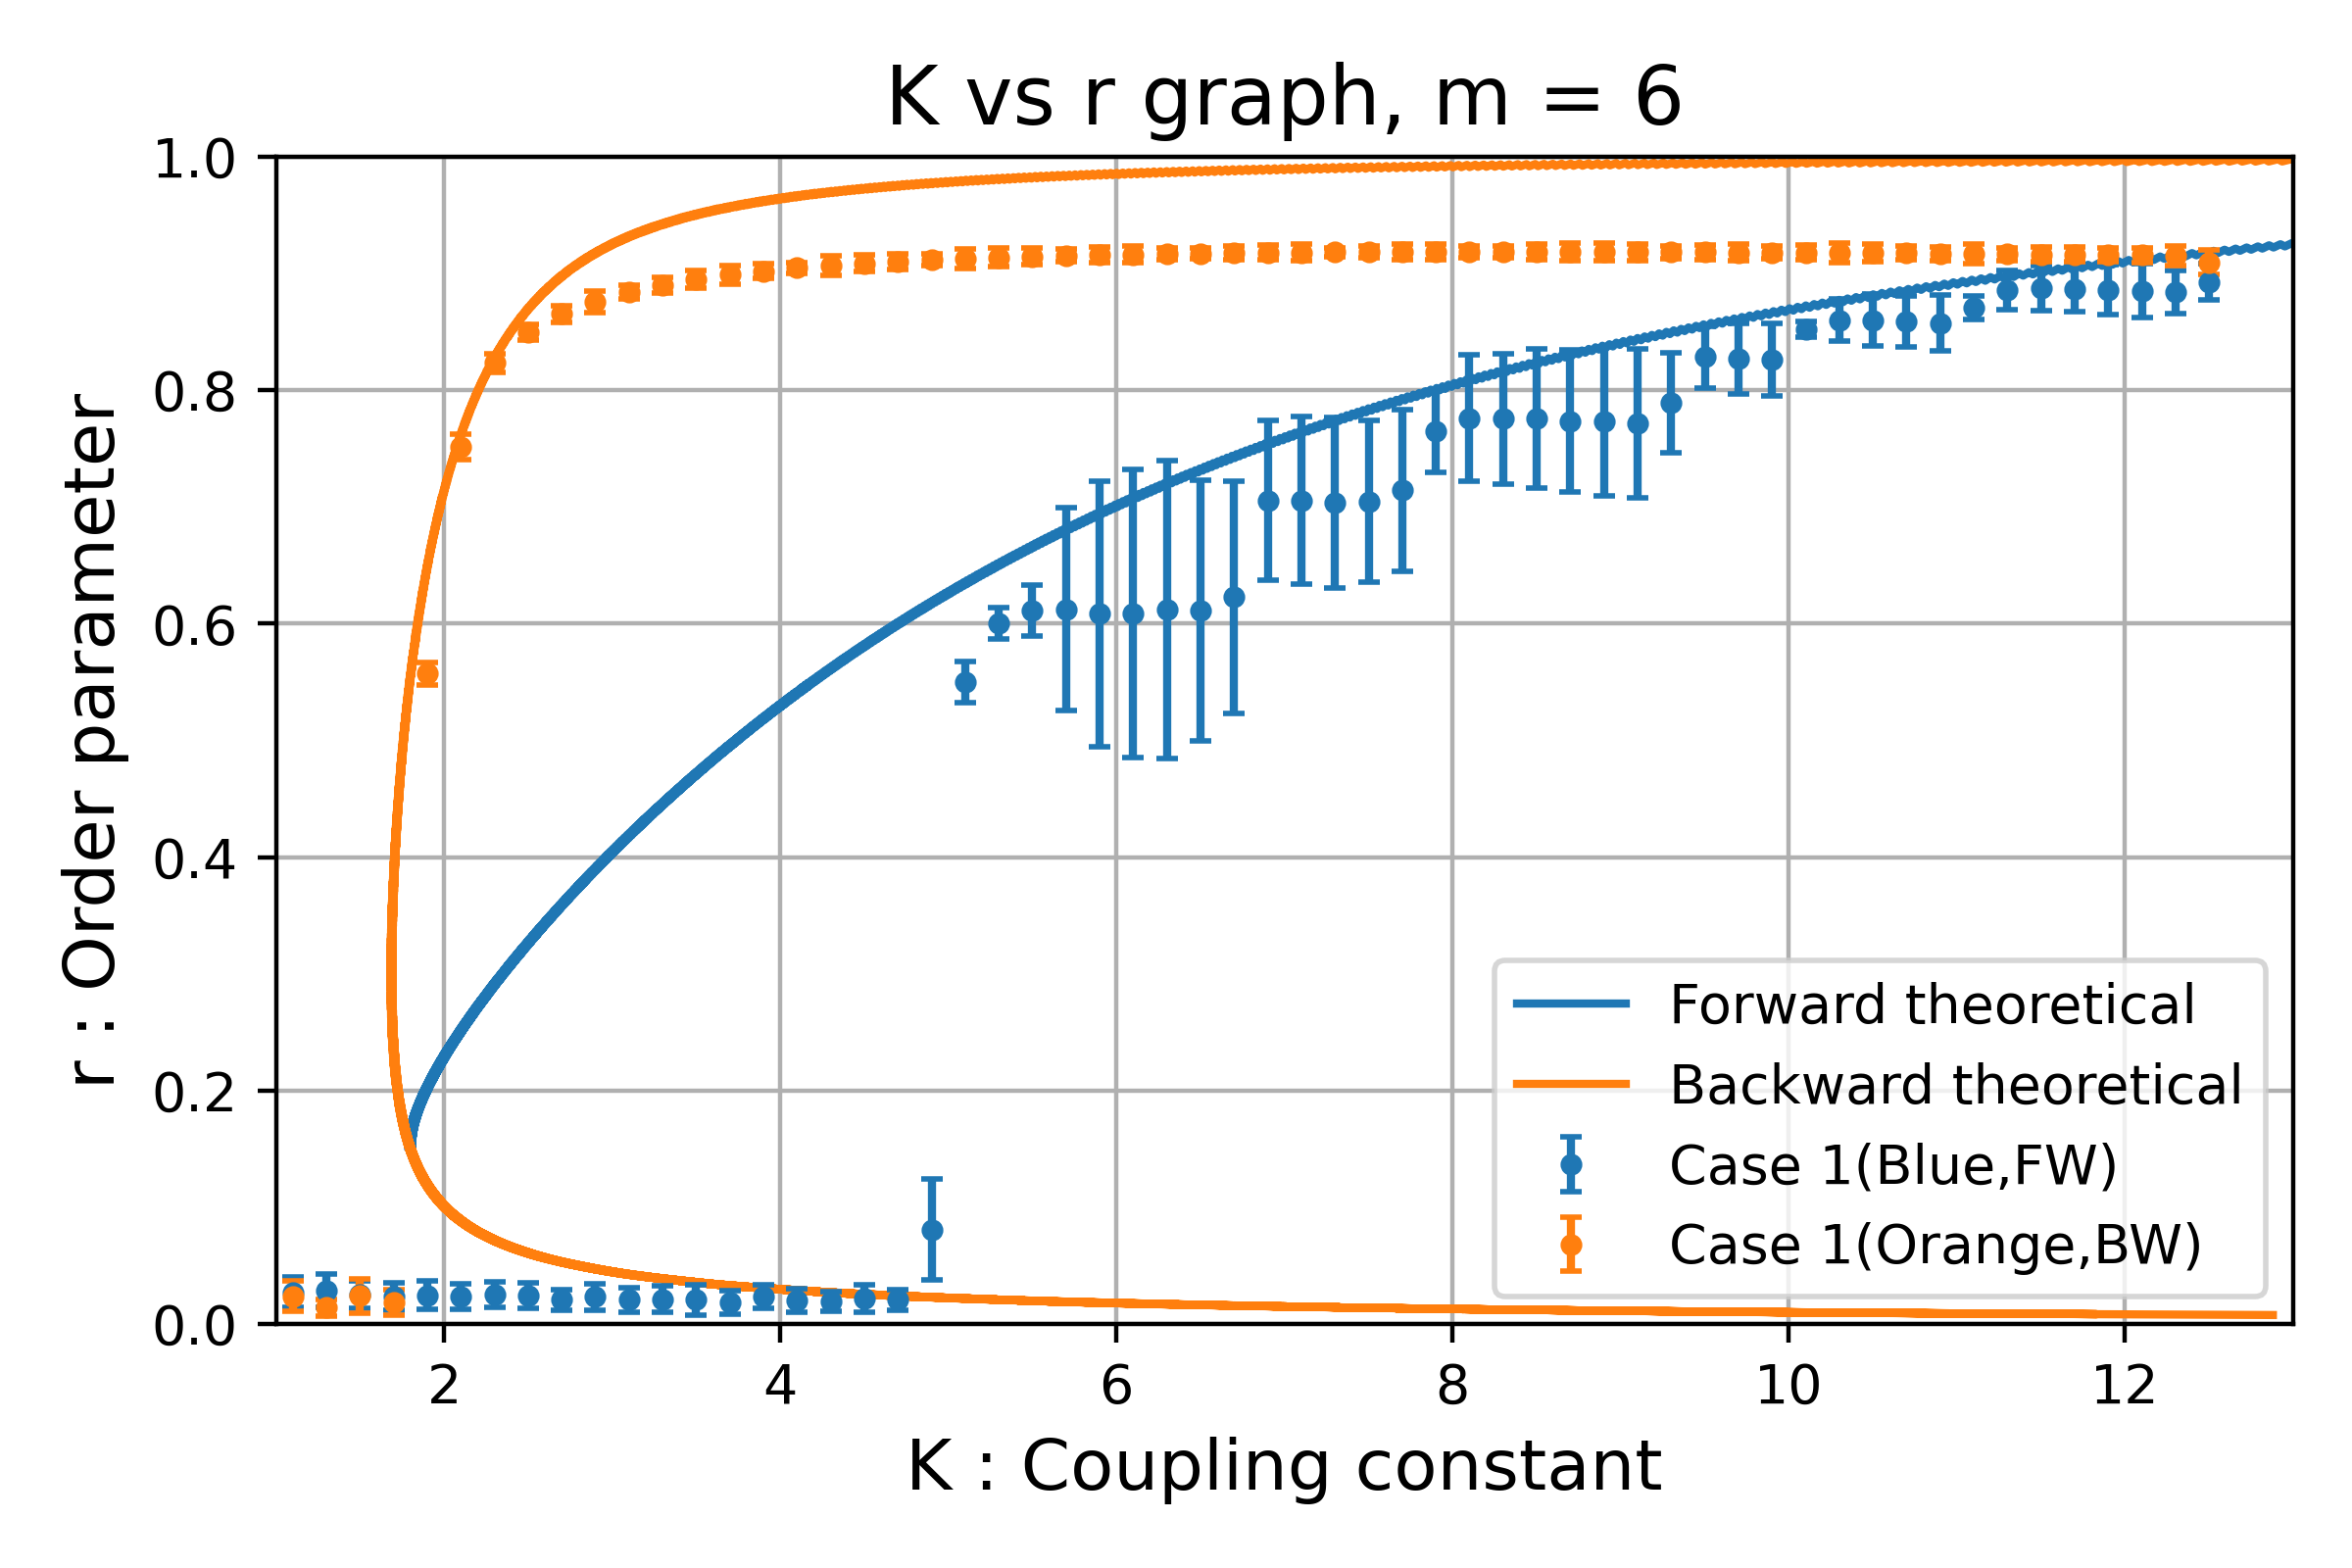 K vs r graph, m = 6
1.0
0.8
0.6
0.4
0.2
0.0
r : Order parameter
Forward theoretical
Backward theoretical
Case 1(Blue,FW)
Case 1(Orange,BW)
2 4 6 8 10 12
K : Coupling constant